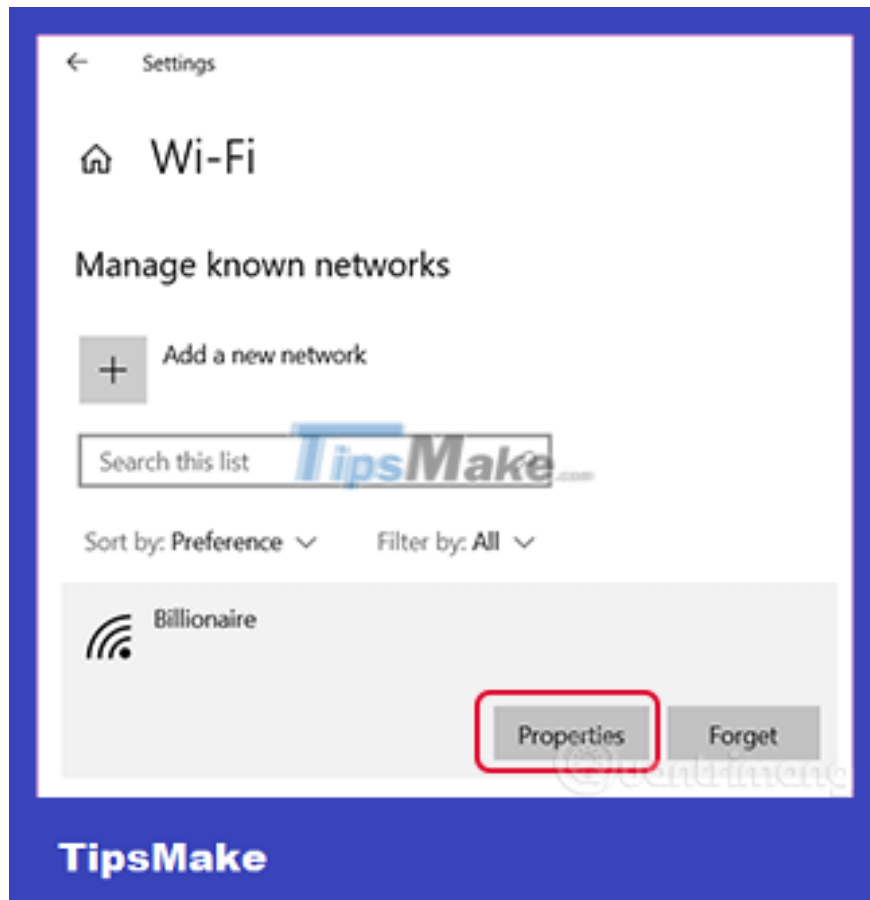 Settings
Wi-Fi
Manage known networks
+ Add a new network
Search this list
TipsMake.com
Sort by: Preference Filter by: All
Billionaire
Properties Forget
uantrimang
TipsMake